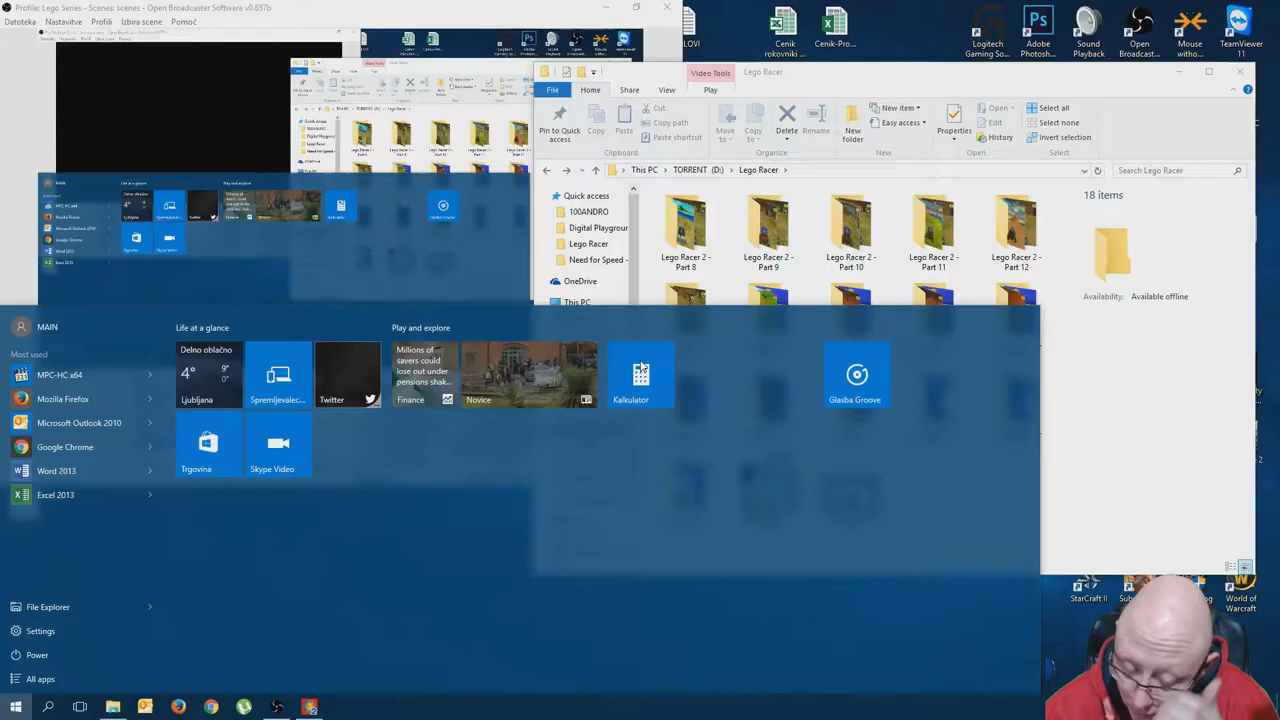 Profile: Lego Series - Scenes: scenes - Open Broadcaster Software v0.657b
Datoteka Nastavitve Profili Izbira scene Pomoč
LOVI
Cenik rokovniki ...
Cenik-Pro...
Logitech Gaming So...
Adobe Photosh...
Sound Playback
Open Broadcaster...
Mouse witho...
TeamViewer 11
Video Tools
Lego Racer
File Home Share View Play
Pin to Quick access
Copy
Paste
Cut
Copy path
Paste shortcut
Clipboard
Move to
Copy to
Delete
Rename
Organize
New folder
New item
Easy access
New
Properties
Open
History
Open
Select all
Select none
Invert selection
Select
This PC > TORRENT (D:) > Lego Racer
Search Lego Racer
Quick access
100ANDRO
Digital Playgroun
Lego Racer
Need for Speed -
OneDrive
This PC
Lego Racer 2 - Part 8
Lego Racer 2 - Part 9
Lego Racer 2 - Part 10
Lego Racer 2 - Part 11
Lego Racer 2 - Part 12
18 items
Availability: Available offline
MAIN
Most used
MPC-HC x64
Mozilla Firefox
Microsoft Outlook 2010
Google Chrome
Word 2013
Excel 2013
File Explorer
Settings
Power
All apps
Life at a glance
Delno oblačno
4° 9° 0°
Ljubljana
Spremljevalec...
Twitter
Trgovina
Skype Video
Play and explore
Millions of savers could lose out under pensions shak...
Finance
Novice
Kalkulator
Glasba Groove
StarCraft II
World of Warcraft